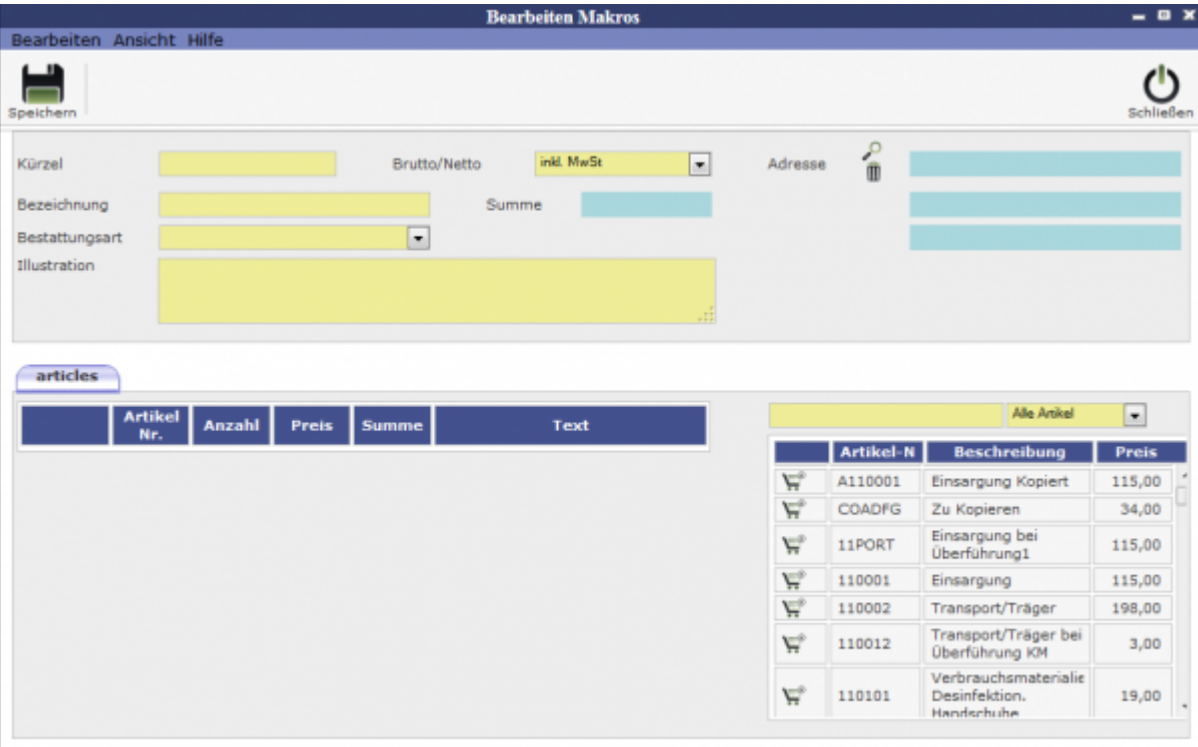 Bearbeiten Makros
Bearbeiten Ansicht Hilfe
Speichern
Schließen
Kürzel
Brutto/Netto
inkl. MwSt
Adresse
Bezeichnung
Summe
Bestattungsart
Illustration
articles
Artikel Nr.
Anzahl
Preis
Summe
Text
Alle Artikel
Artikel-N Beschreibung Preis
A110001 Einsargung Kopiert 115,00
COADFG Zu Kopieren 34,00
11PORT Einsargung bei Überführung1 115,00
110001 Einsargung 115,00
110002 Transport/Träger 198,00
110012 Transport/Träger bei Überführung KM 3,00
110101 Verbrauchsmaterialie Desinfektion. Handschuhe 19,00